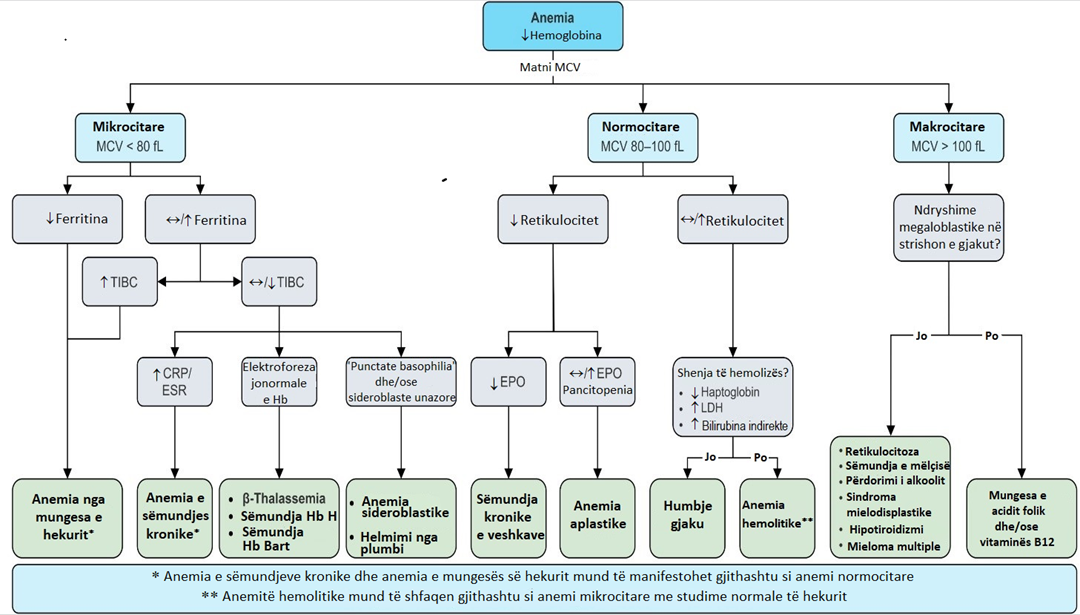 Anemia
↓Hemoglobina
Matni MCV
Mikrocitare
MCV < 80 fL
Normocitare
MCV 80–100 fL
Makrocitare
MCV > 100 fL
↓Ferritina
↔/↑Ferritina
↓Retikulocitet
↔/↑Retikulocitet
Ndryshime
megaloblastike në
strishon e gjakut?
↑TIBC
↔/↓TIBC
Jo
Po
↑CRP/
ESR
Elektroforeza
jonormale
e Hb
"Punctate basophilia"
dhe/ose
sideroblaste unazore
↓EPO
↔/↑EPO
Pancitopenia
Shenja të hemolizës?
• ↓ Haptoglobin
• ↑ LDH
• ↑ Bilirubina indirekte
Jo
Po
Anemia nga
mungesa e
hekurit*
Anemia e
sëmundjes
kronike*
• β-Thalassemia
• Sëmundja Hb H
• Sëmundja
Hb Bart
• Anemia
sideroblastike
• Helmimi nga
plumbi
Sëmundja
kronike
e veshkave
Anemia
aplastike
Humbje
gjaku
Anemia
hemolitike**
• Retikulocitoza
• Sëmundja e mëlçisë
• Përdorimi i alkoolit
• Sindroma
mielodisplastike
• Hipotiroidizmi
• Mieloma multiple
Mungesa e
acidit folik
dhe/ose
vitaminës B12
* Anemia e sëmundjeve kronike dhe anemia e mungesës së hekurit mund të manifestohet gjithashtu si anemi normocitare
** Anemitë hemolitike mund të shfaqen gjithashtu si anemi mikrocitare me studime normale të hekurit